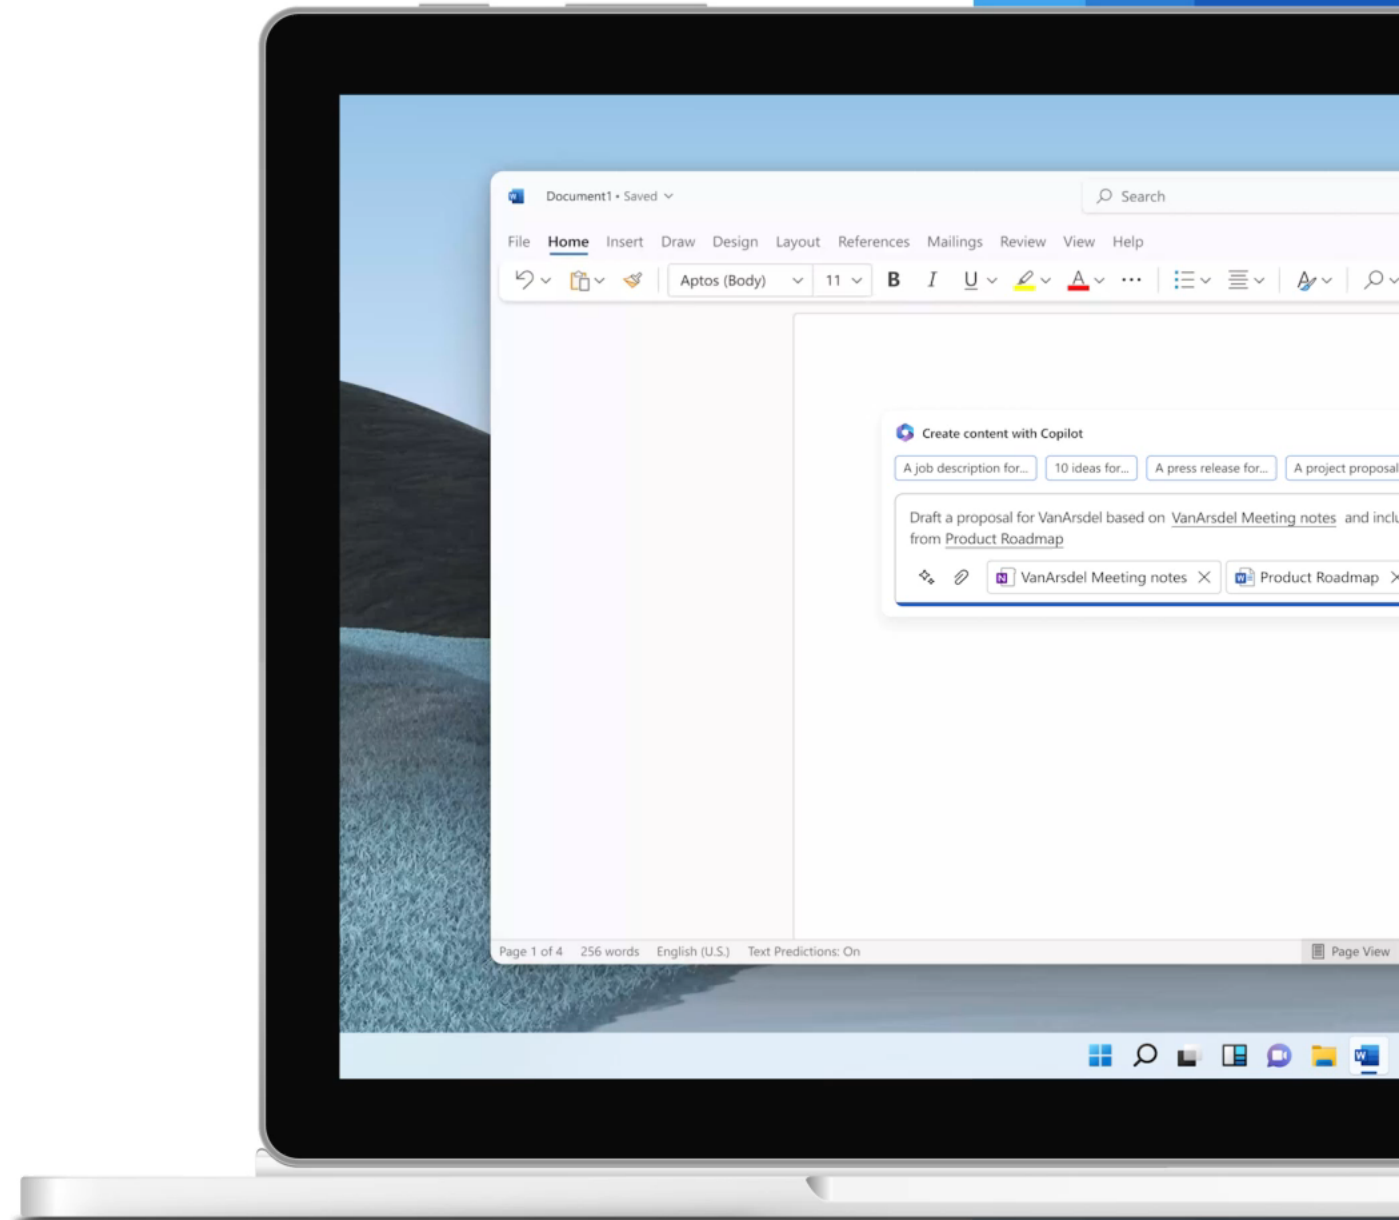 Document1 • Saved
Search
File Home Insert Draw Design Layout References Mailings Review View Help
Aptos (Body) 11 B I U A
Create content with Copilot
A job description for... 10 ideas for... A press release for... A project proposal
Draft a proposal for VanArsdel based on VanArsdel Meeting notes and inclu
from Product Roadmap
VanArsdel Meeting notes Product Roadmap
Page 1 of 4 256 words English (U.S.) Text Predictions: On Page View